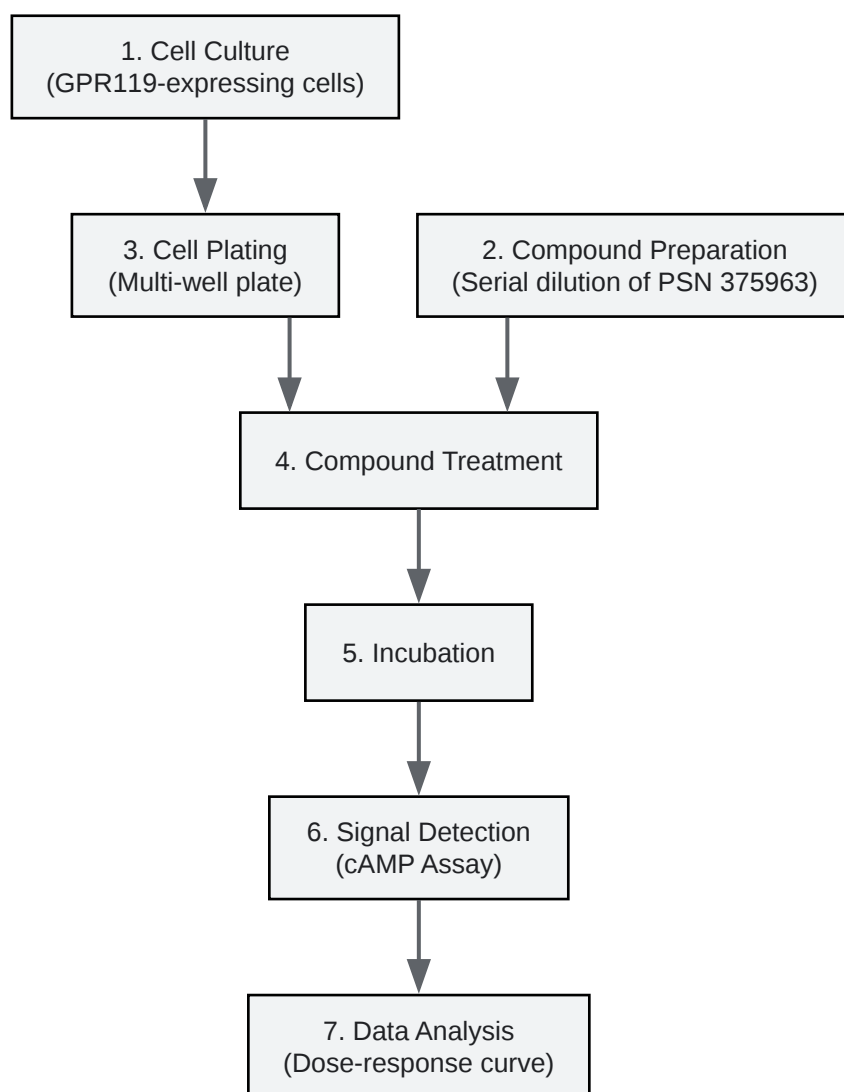 1. Cell Culture
(GPR119-expressing cells)
3. Cell Plating
(Multi-well plate)
2. Compound Preparation
(Serial dilution of PSN 375963)
4. Compound Treatment
5. Incubation
6. Signal Detection
(cAMP Assay)
7. Data Analysis
(Dose-response curve)